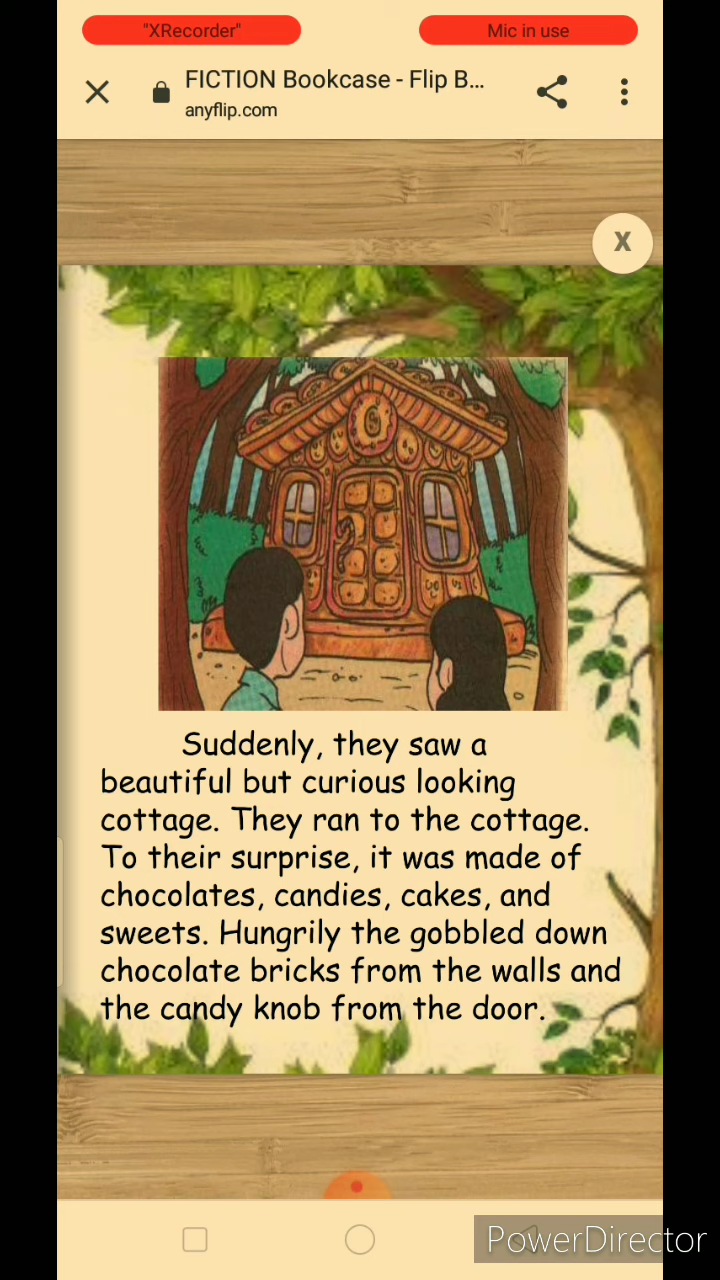 "XRecorder"
Mic in use
FICTION Bookcase - Flip B...
anyflip.com
X
Suddenly, they saw a
beautiful but curious looking
cottage. They ran to the cottage.
To their surprise, it was made of
chocolates, candies, cakes, and
sweets. Hungrily the gobbled down
chocolate bricks from the walls and
the candy knob from the door.
PowerDirector